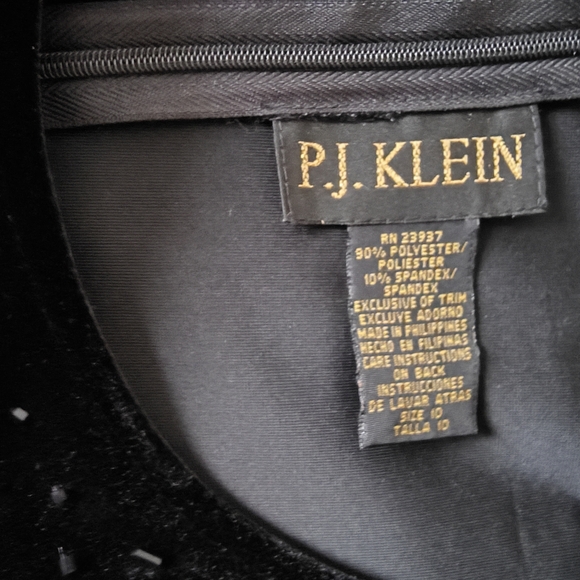 P.J. KLEIN
RN 23937
90% POLYESTER/
POLIESTER
10% SPANDEX/
SPANDEX
EXCLUSIVE OF TRIM
EXCLUVE ADORNO
MADE IN PHILIPPINES
HECHO EN FILIPINAS
CARE INSTRUCTIONS
ON BACK
INSTRUCCIONES
DE LAVAR ATRAS
SIZE 10
TALLA 10